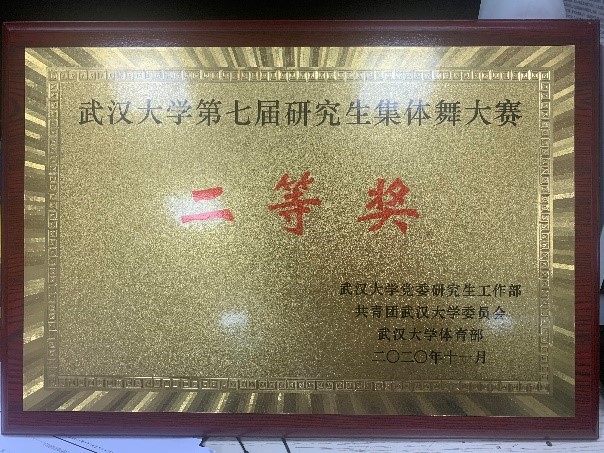 武汉大学第七届研究生集体舞大赛
二等奖
武汉大学党委研究生工作部
共青团武汉大学委员会
武汉大学体育部
二〇二〇年十一月